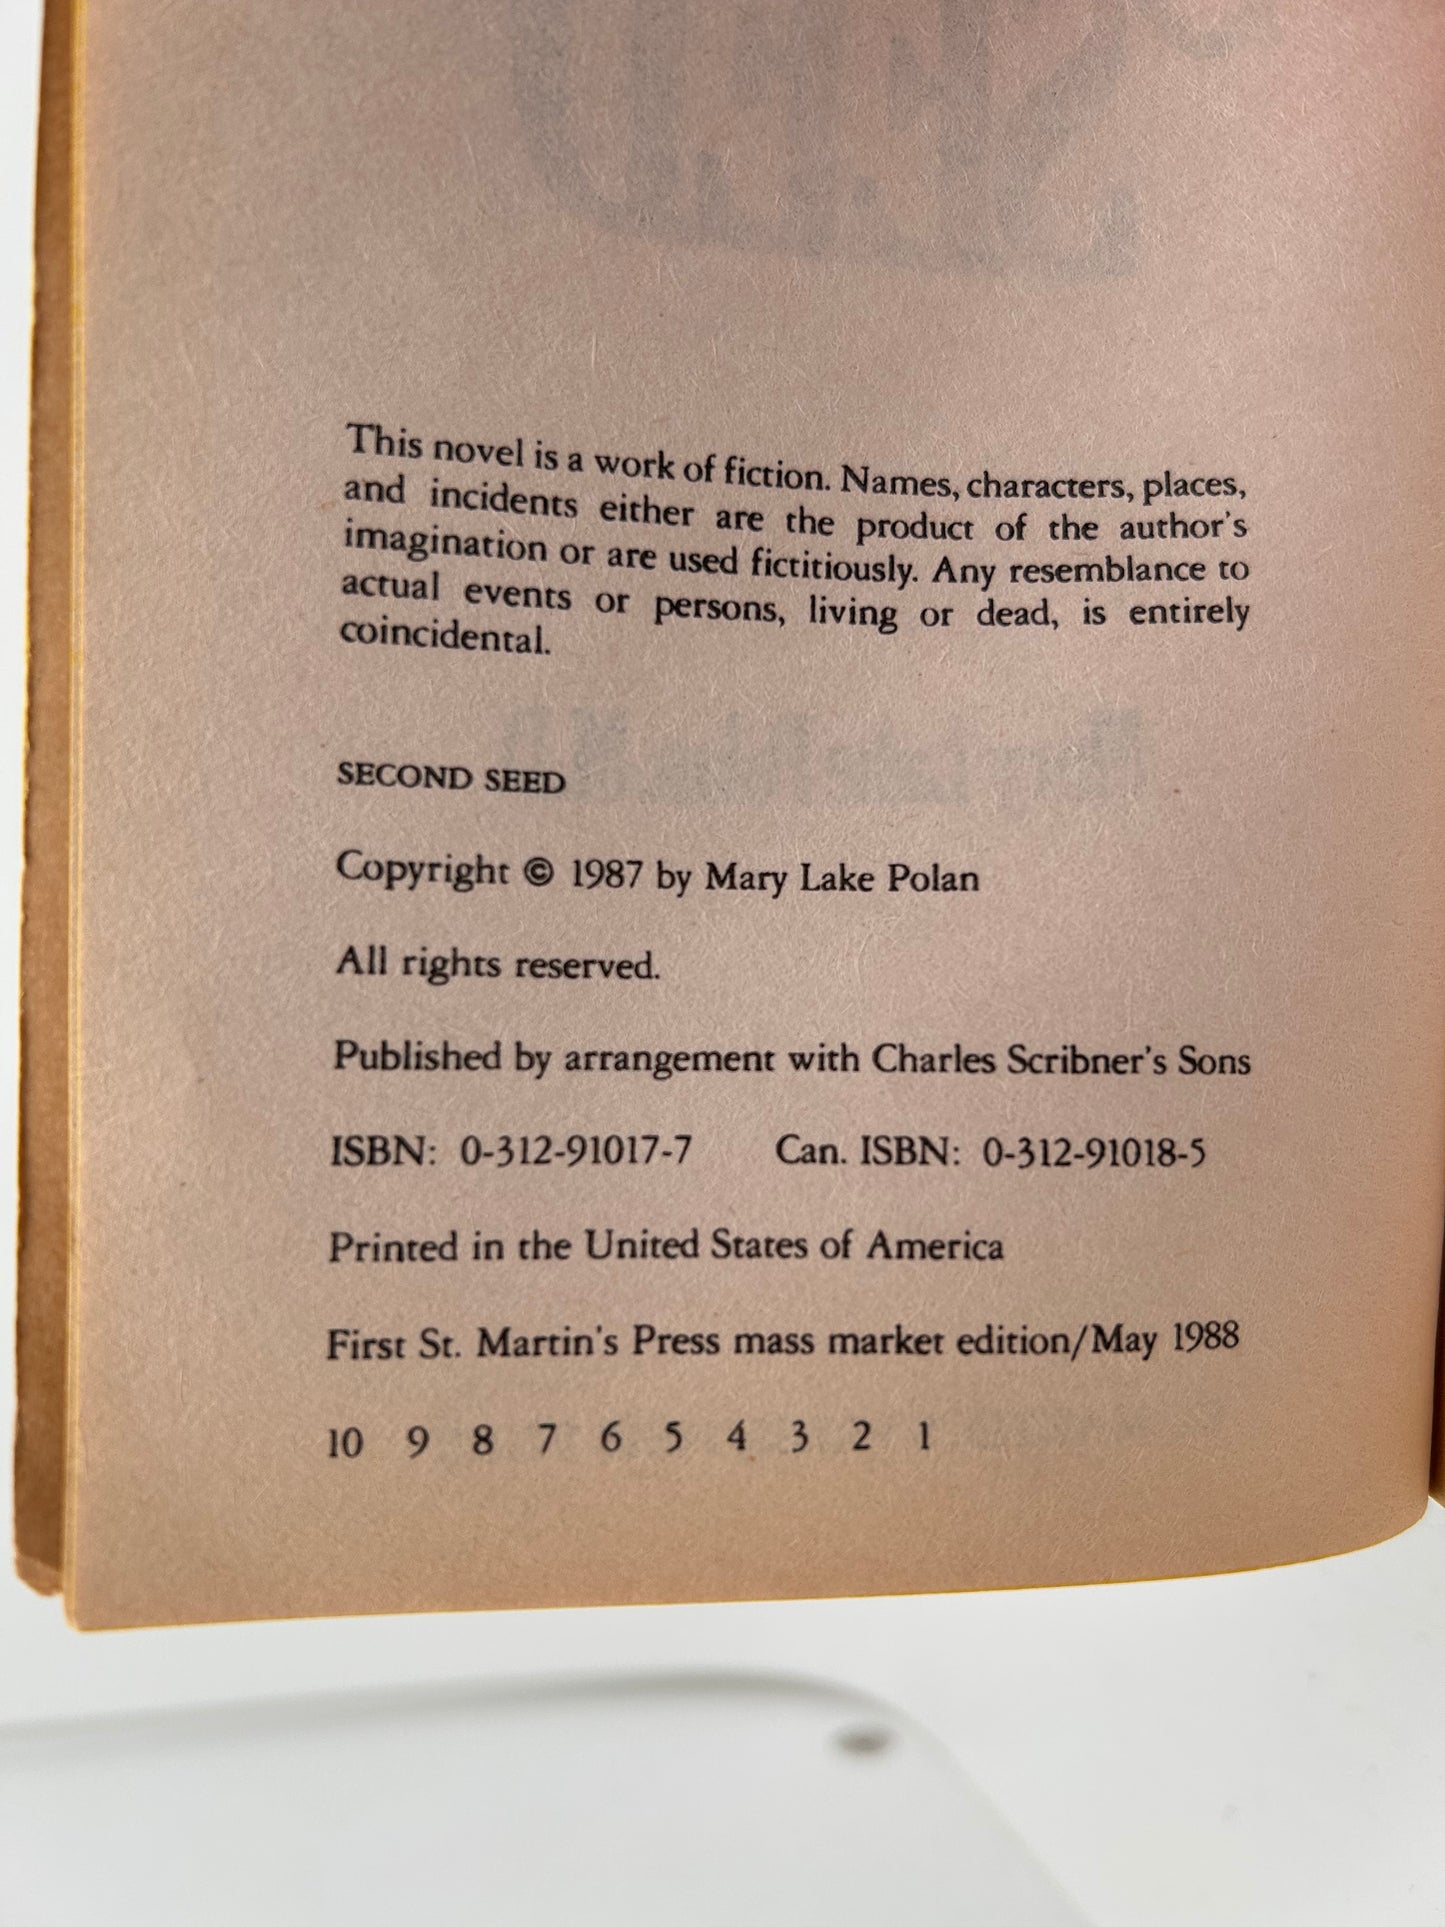 This novel is a work of fiction. Names, characters, places,
and incidents either are the product of the author's
imagination or are used fictitiously. Any resemblance to
actual events or persons, living or dead, is entirely
coincidental.
SECOND SEED
Copyright © 1987 by Mary Lake Polan
All rights reserved.
Published by arrangement with Charles Scribner's Sons
ISBN: 0-312-91017-7 Can. ISBN: 0-312-91018-5
Printed in the United States of America
First St. Martin's Press mass market edition/May 1988
10 9 8 7 6 5 4 3 2 1